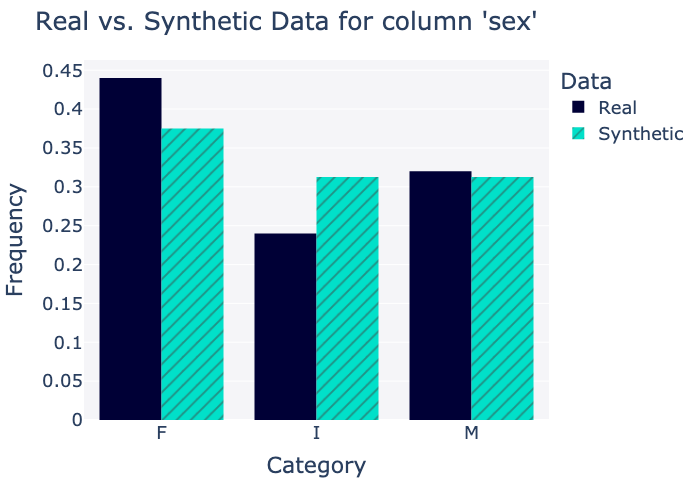 Real vs. Synthetic Data for column 'sex'
Data
Real
Synthetic
Frequency
0.45
0.4
0.35
0.3
0.25
0.2
0.15
0.1
0.05
0
F I M
Category